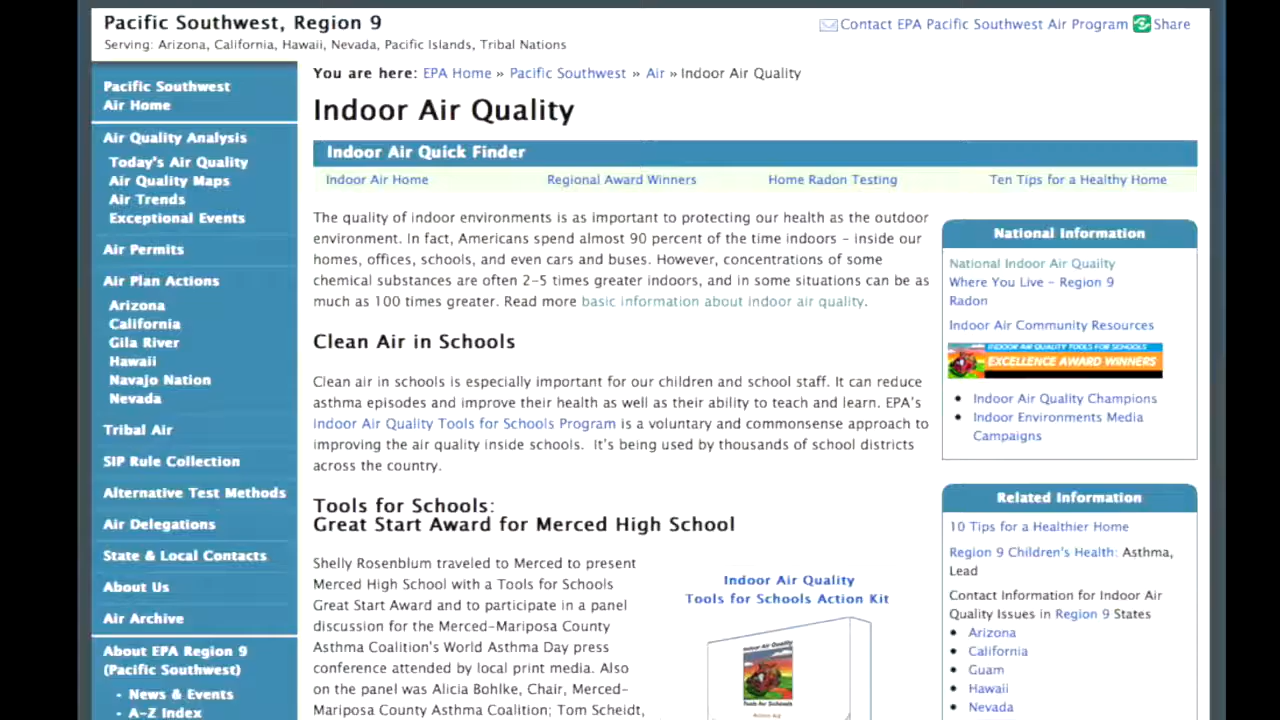 Pacific Southwest, Region 9
Serving: Arizona, California, Hawaii, Nevada, Pacific Islands, Tribal Nations
Contact EPA Pacific Southwest Air Program Share
Pacific Southwest
Air Home
Air Quality Analysis
Today's Air Quality
Air Quality Maps
Air Trends
Exceptional Events
Air Permits
Air Plan Actions
Arizona
California
Gila River
Hawaii
Navajo Nation
Nevada
Tribal Air
SIP Rule Collection
Alternative Test Methods
Air Delegations
State & Local Contacts
About Us
Air Archive
About EPA Region 9
(Pacific Southwest)
- News & Events
- A-Z Index
You are here: EPA Home » Pacific Southwest » Air » Indoor Air Quality
Indoor Air Quality
Indoor Air Quick Finder
Indoor Air Home Regional Award Winners Home Radon Testing Ten Tips for a Healthy Home
The quality of indoor environments is as important to protecting our health as the outdoor
environment. In fact, Americans spend almost 90 percent of the time indoors – inside our
homes, offices, schools, and even cars and buses. However, concentrations of some
chemical substances are often 2-5 times greater indoors, and in some situations can be as
much as 100 times greater. Read more basic information about indoor air quality.
Clean Air in Schools
Clean air in schools is especially important for our children and school staff. It can reduce
asthma episodes and improve their health as well as their ability to teach and learn. EPA's
Indoor Air Quality Tools for Schools Program is a voluntary and commonsense approach to
improving the air quality inside schools. It's being used by thousands of school districts
across the country.
Tools for Schools:
Great Start Award for Merced High School
Shelly Rosenblum traveled to Merced to present
Merced High School with a Tools for Schools
Great Start Award and to participate in a panel
discussion for the Merced-Mariposa County
Asthma Coalition's World Asthma Day press
conference attended by local print media. Also
on the panel was Alicia Bohlke, Chair, Merced-
Mariposa County Asthma Coalition; Tom Scheidt,
Indoor Air Quality
Tools for Schools Action Kit
Indoor Air Quality
Tools for Schools
National Information
National Indoor Air Quailty
Where You Live - Region 9
Radon
Indoor Air Community Resources
INDOOR AIR QUALITY TOOLS FOR SCHOOLS
EXCELLENCE AWARD WINNERS
• Indoor Air Quality Champions
• Indoor Environments Media
Campaigns
Related Information
10 Tips for a Healthier Home
Region 9 Children's Health: Asthma,
Lead
Contact Information for Indoor Air
Quality Issues in Region 9 States
• Arizona
• California
• Guam
• Hawaii
• Nevada